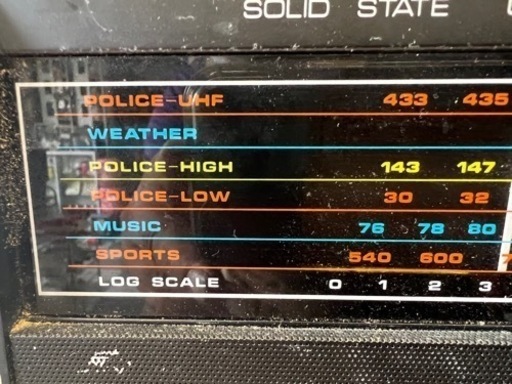 SOLID STATE
POLICE-UHF 433 435
WEATHER
POLICE-HIGH 143 147
POLICE-LOW 30 32
MUSIC 76 78 80
SPORTS 540 600
LOG SCALE 0 1 2 3